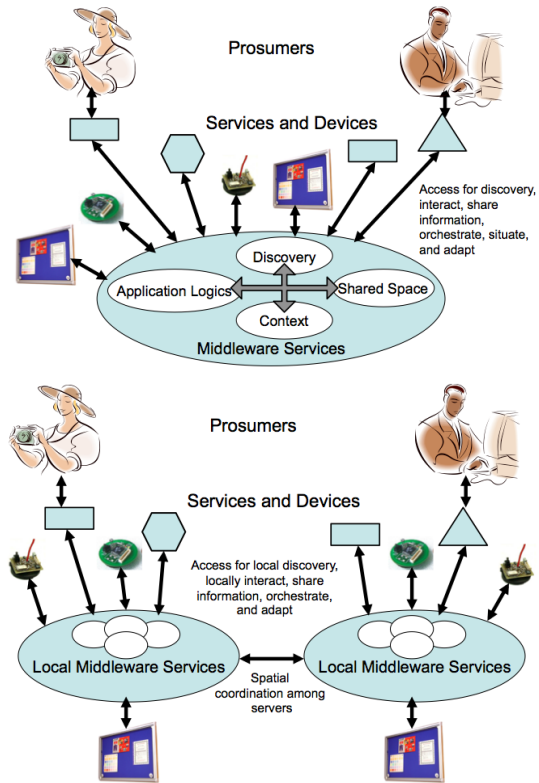 Prosumers
Services and Devices
Access for discovery,
interact, share
information,
orchestrate, situate,
and adapt
Discovery
Application Logics
Shared Space
Context
Middleware Services
Prosumers
Services and Devices
Access for local discovery,
locally interact, share
information, orchestrate,
and adapt
Local Middleware Services
Local Middleware Services
Spatial
coordination among
servers